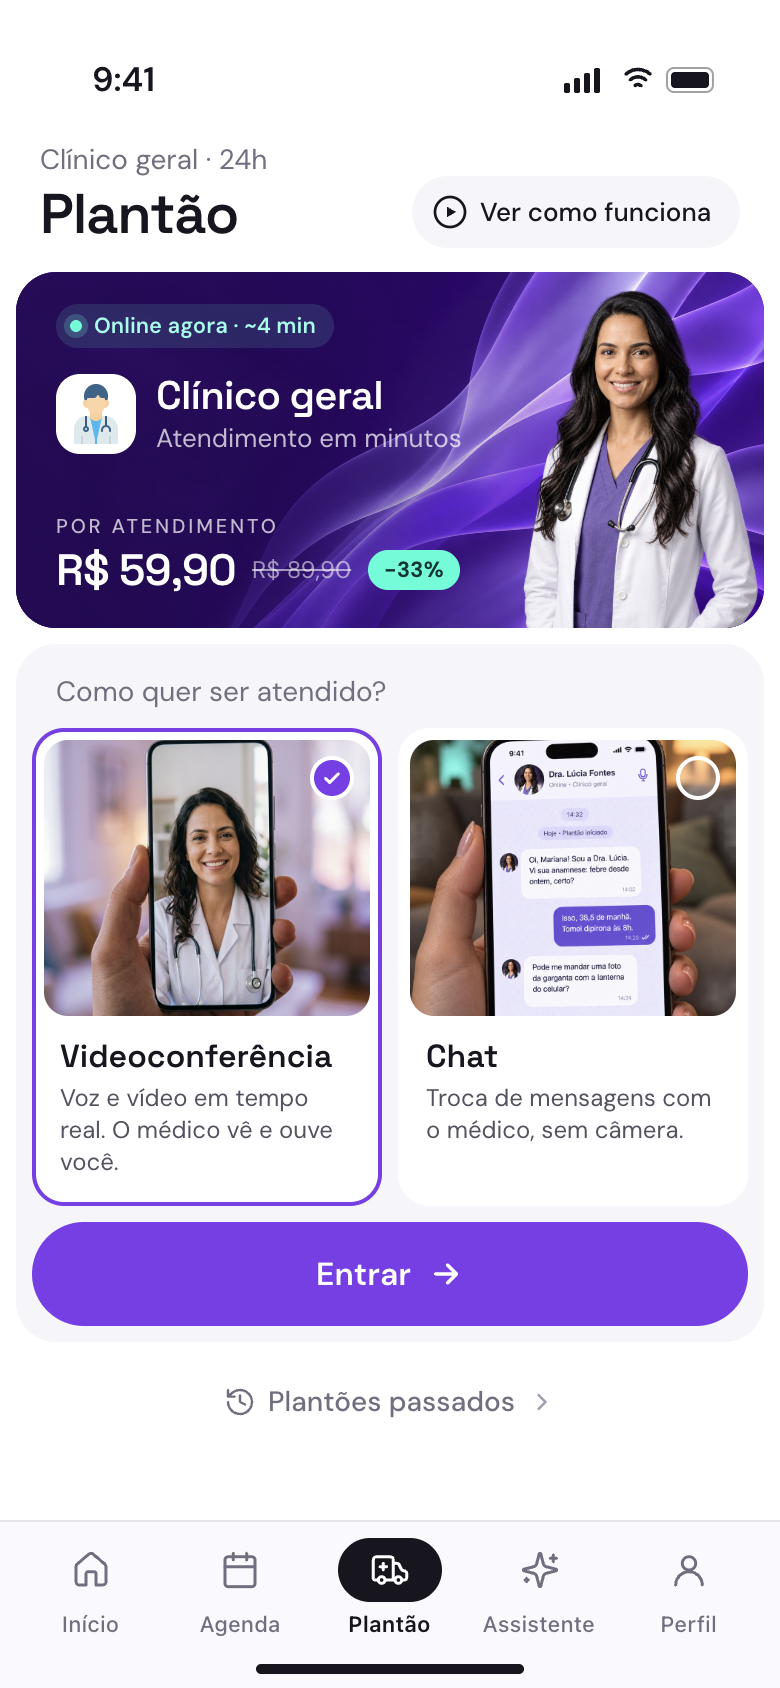 9:41
Clínico geral · 24h
Plantão
Ver como funciona
Online agora · ~4 min
Clínico geral
Atendimento em minutos
POR ATENDIMENTO
R$ 59,90 R$ 89,90 -33%
Como quer ser atendido?
9:41
Dra. Lúcia Fontes
Online • Clínico geral
14:32
Hoje • Plantão iniciado
Oi, Mariana! Sou a Dra. Lúcia.
Vi sua anamnese: febre desde
ontem, certo?
14:02
Isso, 38,5 de manhã.
Tomei dipirona às 8h.
Pode me mandar uma foto
da garganta com a lanterna
do celular?
14:24
Videoconferência
Voz e vídeo em tempo
real. O médico vê e ouve
você.
Chat
Troca de mensagens com
o médico, sem câmera.
Entrar
Plantões passados
Início
Agenda
Plantão
Assistente
Perfil